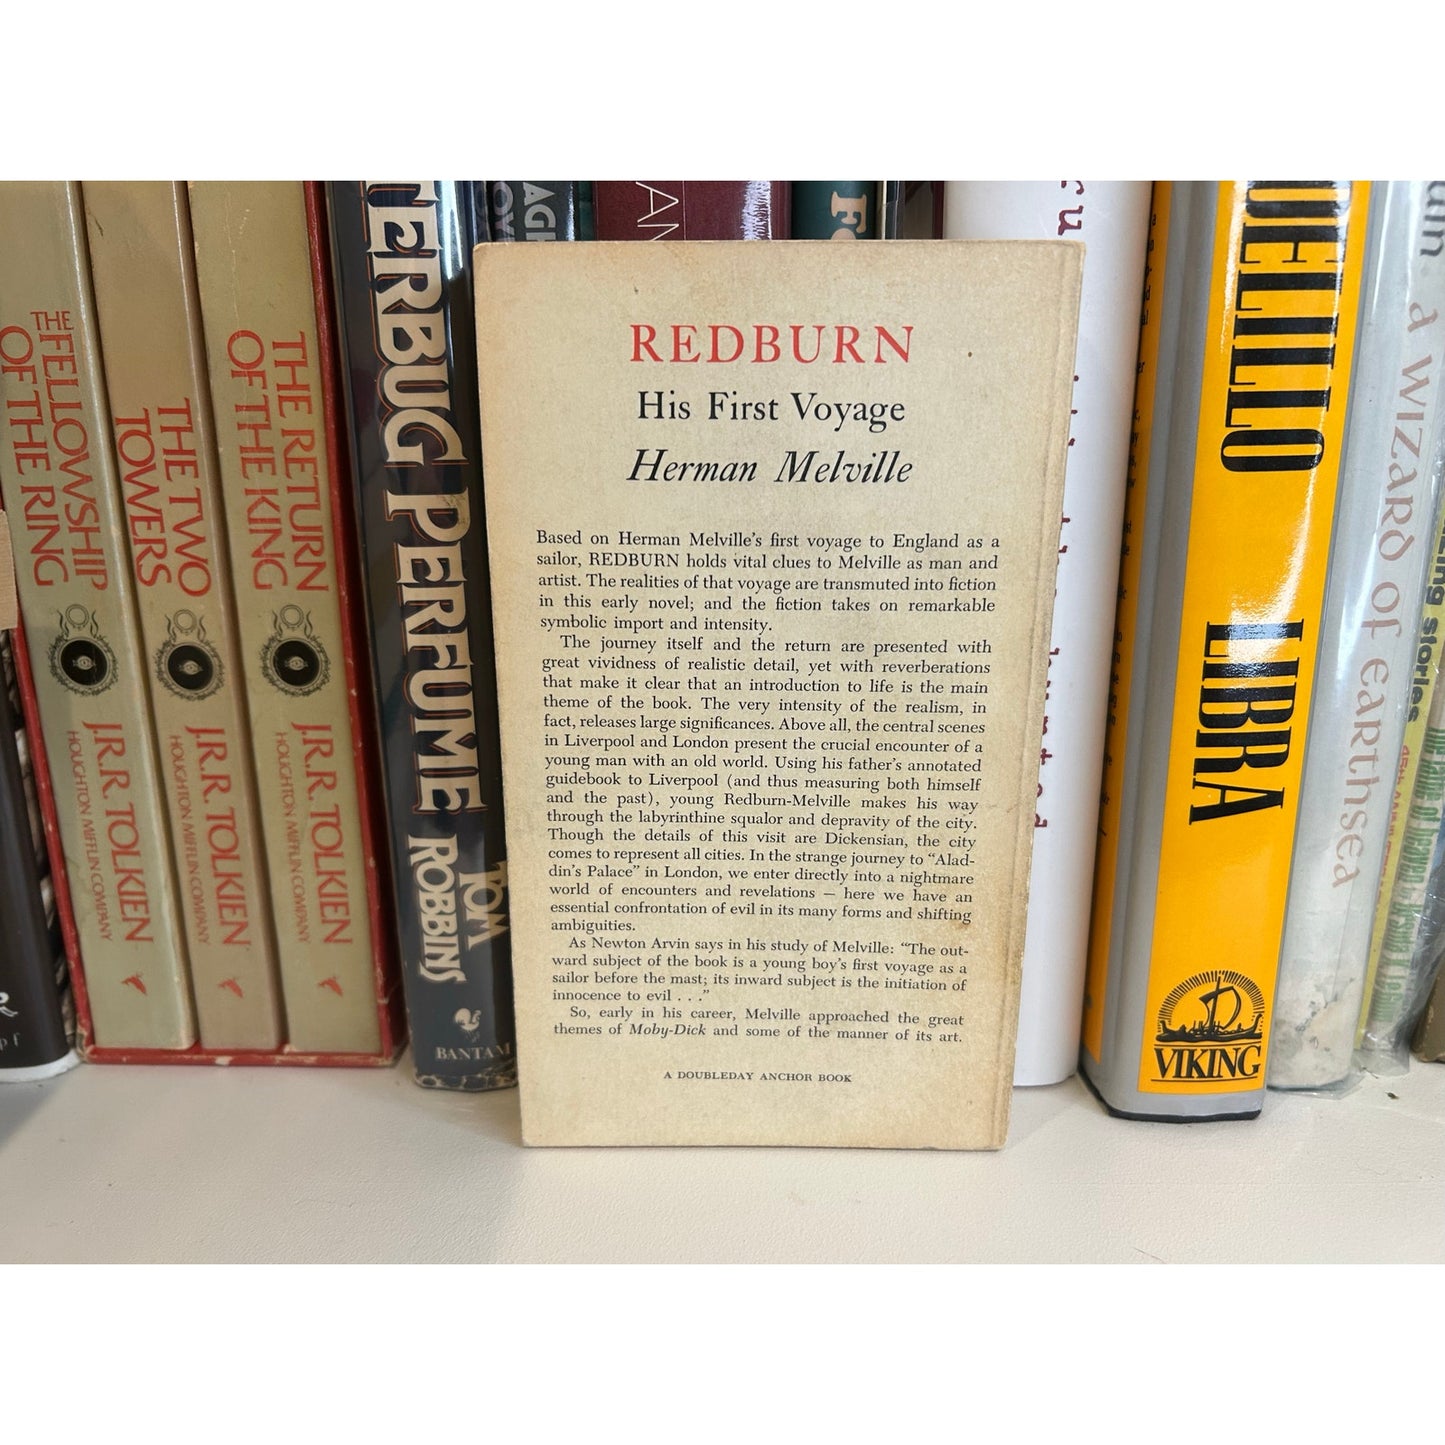 THE FELLOWSHIP
OF THE RING
J.R.R. TOLKIEN
HOUGHTON MIFFLIN COMPANY
THE TWO
TOWERS
J.R.R. TOLKIEN
HOUGHTON MIFFLIN COMPANY
THE RETURN
OF THE KING
J.R.R. TOLKIEN
HOUGHTON MIFFLIN COMPANY
TERBUG PERFUME
TOM
ROBBINS
BANTAM
REDBURN
His First Voyage
Herman Melville
Based on Herman Melville's first voyage to England as a
sailor, REDBURN holds vital clues to Melville as man and
artist. The realities of that voyage are transmuted into fiction
in this early novel; and the fiction takes on remarkable
symbolic import and intensity.
The journey itself and the return are presented with
great vividness of realistic detail, yet with reverberations
that make it clear that an introduction to life is the main
theme of the book. The very intensity of the realism, in
fact, releases large significances. Above all, the central scenes
in Liverpool and London present the crucial encounter of a
young man with an old world. Using his father's annotated
guidebook to Liverpool (and thus measuring both himself
and the past), young Redburn-Melville makes his way
through the labyrinthine squalor and depravity of the city.
Though the details of this visit are Dickensian, the city
comes to represent all cities. In the strange journey to “Alad-
din's Palace” in London, we enter directly into a nightmare
world of encounters and revelations — here we have an
essential confrontation of evil in its many forms and shifting
ambiguities.
As Newton Arvin says in his study of Melville: “The out-
ward subject of the book is a young boy's first voyage as a
sailor before the mast; its inward subject is the initiation of
innocence to evil . . .”
So, early in his career, Melville approached the great
themes of Moby-Dick and some of the manner of its art.
A DOUBLEDAY ANCHOR BOOK
DELILLO
LIBRA
VIKING
a wizard of earthsea
stories